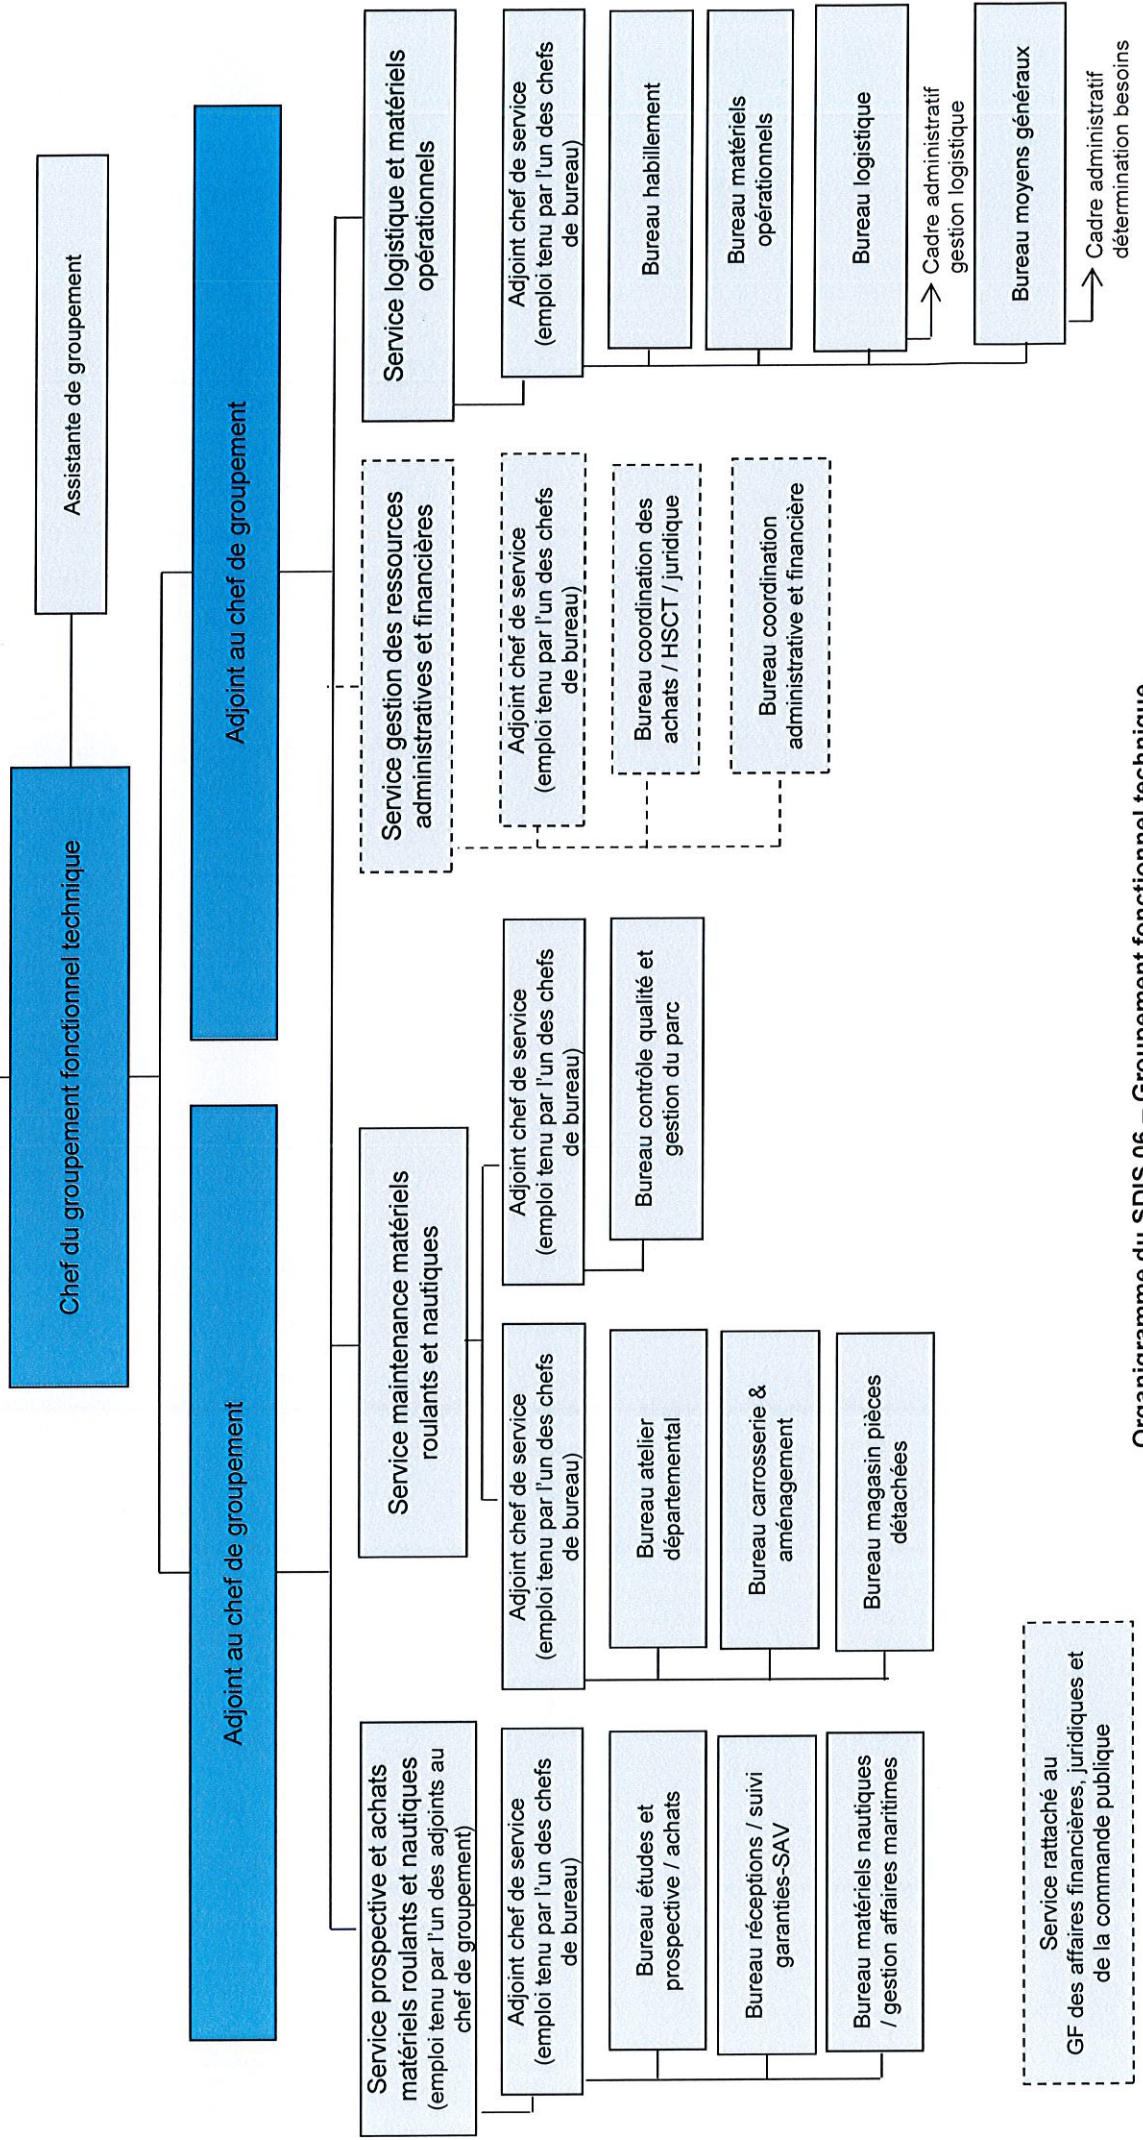 Chef du groupement fonctionnel technique
Assistante de groupement
Adjoint au chef de groupement
Adjoint au chef de groupement
Service prospective et achats
matériels roulants et nautiques
(emploi tenu par l'un des adjoints au
chef de groupement)
Adjoint chef de service
(emploi tenu par l'un des chefs
de bureau)
Bureau études et
prospective / achats
Bureau réceptions / suivi
garanties-SAV
Bureau matériels nautiques
/ gestion affaires maritimes
Service maintenance matériels
roulants et nautiques
Adjoint chef de service
(emploi tenu par l'un des chefs
de bureau)
Bureau atelier
départemental
Bureau carrosserie &
aménagement
Bureau magasin pièces
détachées
Adjoint chef de service
(emploi tenu par l'un des chefs
de bureau)
Bureau contrôle qualité et
gestion du parc
Service gestion des ressources
administratives et financières
Adjoint chef de service
(emploi tenu par l'un des chefs
de bureau)
Bureau coordination des
achats / HSCT / juridique
Bureau coordination
administrative et financière
Service logistique et matériels
opérationnels
Adjoint chef de service
(emploi tenu par l'un des chefs
de bureau)
Bureau habillement
Bureau matériels
opérationnels
Bureau logistique
Cadre administratif
gestion logistique
Bureau moyens généraux
Cadre administratif
détermination besoins
Service rattaché au
GF des affaires financières, juridiques et
de la commande publique
Organigramme du SDIS 06 – Groupement fonctionnel technique